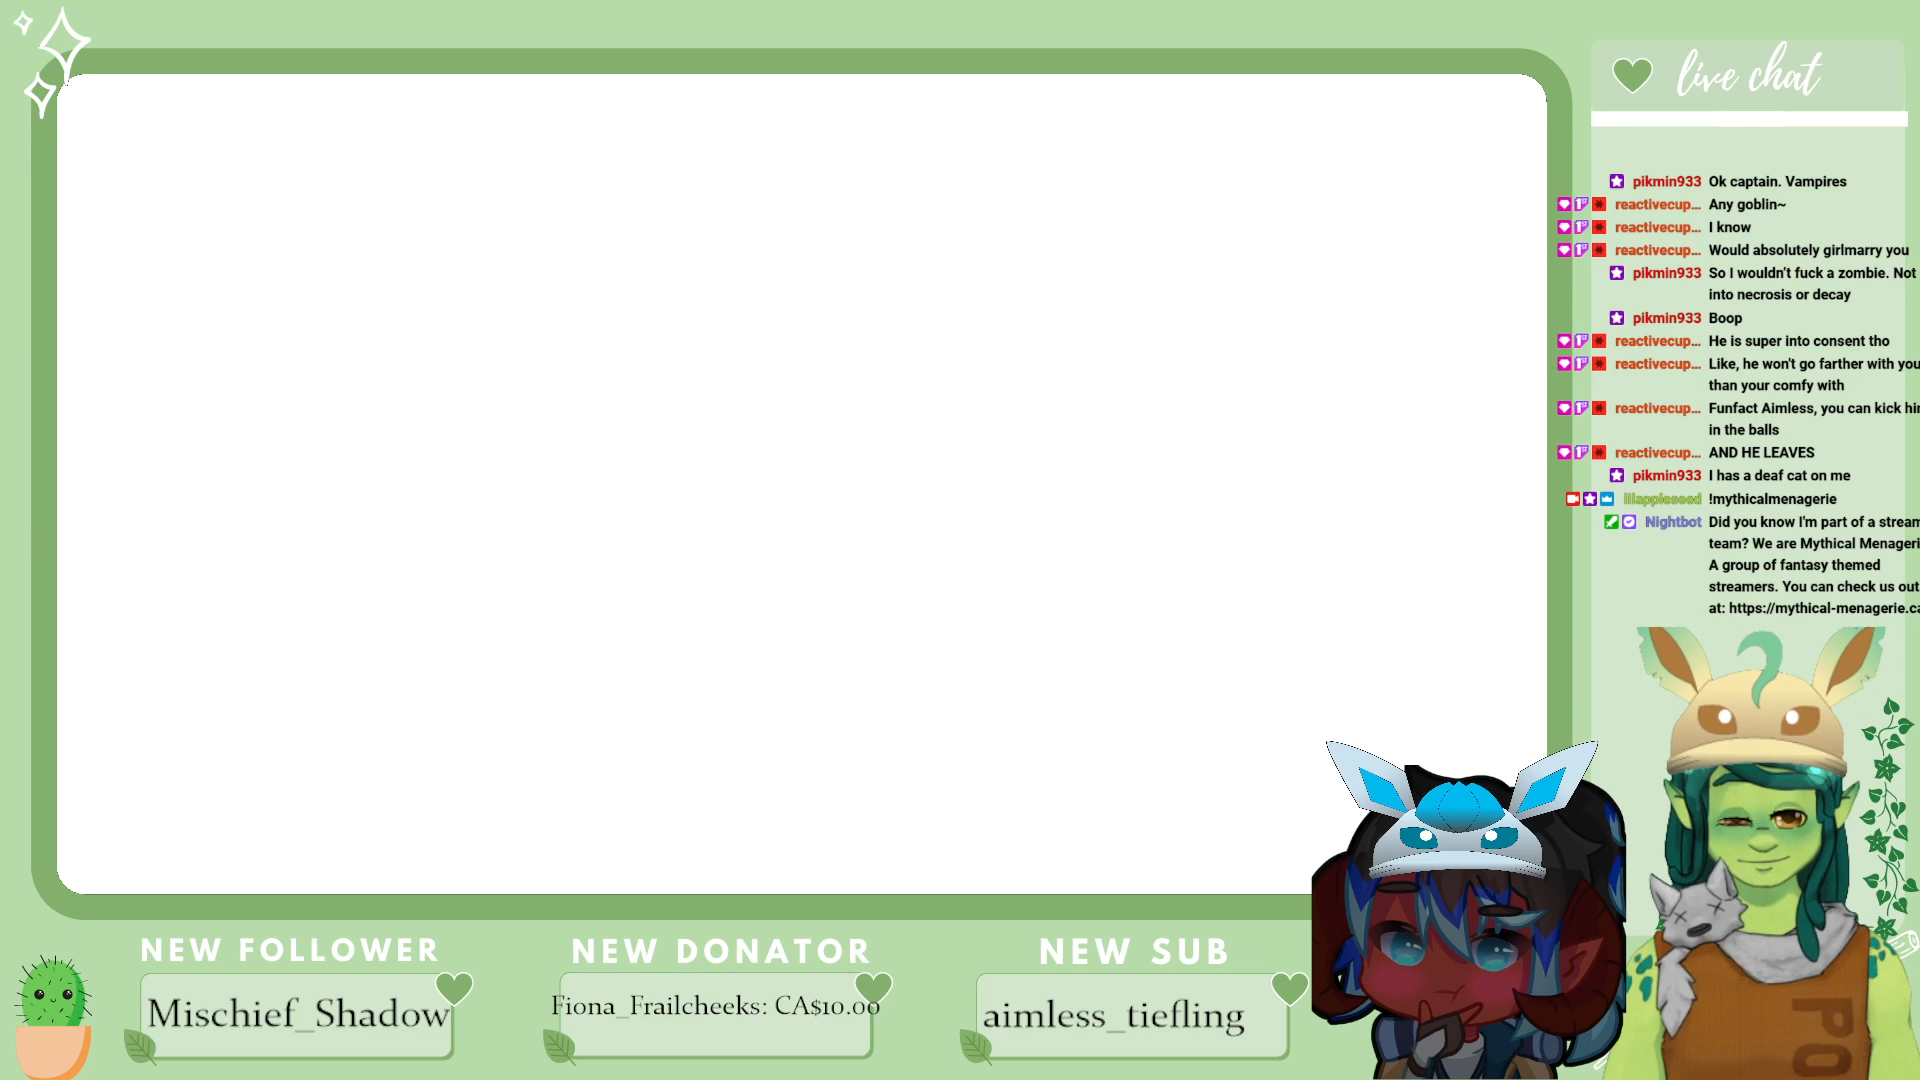 live chat
pikmin933 Ok captain. Vampires
reactivecup... Any goblin~
reactivecup... I know
reactivecup... Would absolutely girlmarry you
pikmin933 So I wouldn't fuck a zombie. Not
into necrosis or decay
pikmin933 Boop
reactivecup... He is super into consent tho
reactivecup... Like, he won't go farther with you
than your comfy with
reactivecup... Funfact Aimless, you can kick hi
in the balls
reactivecup... AND HE LEAVES
pikmin933 I has a deaf cat on me
lilappleseed !mythicalmenagerie
Nightbot Did you know I'm part of a stream
team? We are Mythical Menageri
A group of fantasy themed
streamers. You can check us out
at: https://mythical-menagerie.ca
NEW FOLLOWER
Mischief_Shadow
NEW DONATOR
Fiona_Frailcheeks: CA$10.00
NEW SUB
aimless_tiefling
PO